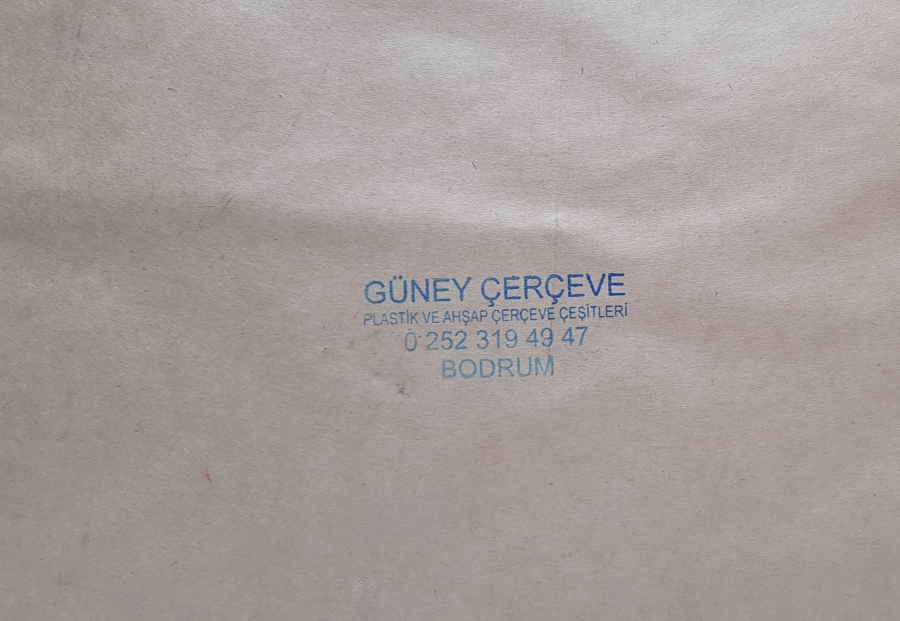 GÜNEY ÇERÇEVE
PLASTİK VE AHŞAP ÇERÇEVE ÇEŞİTLERİ
0 252 319 49 47
BODRUM